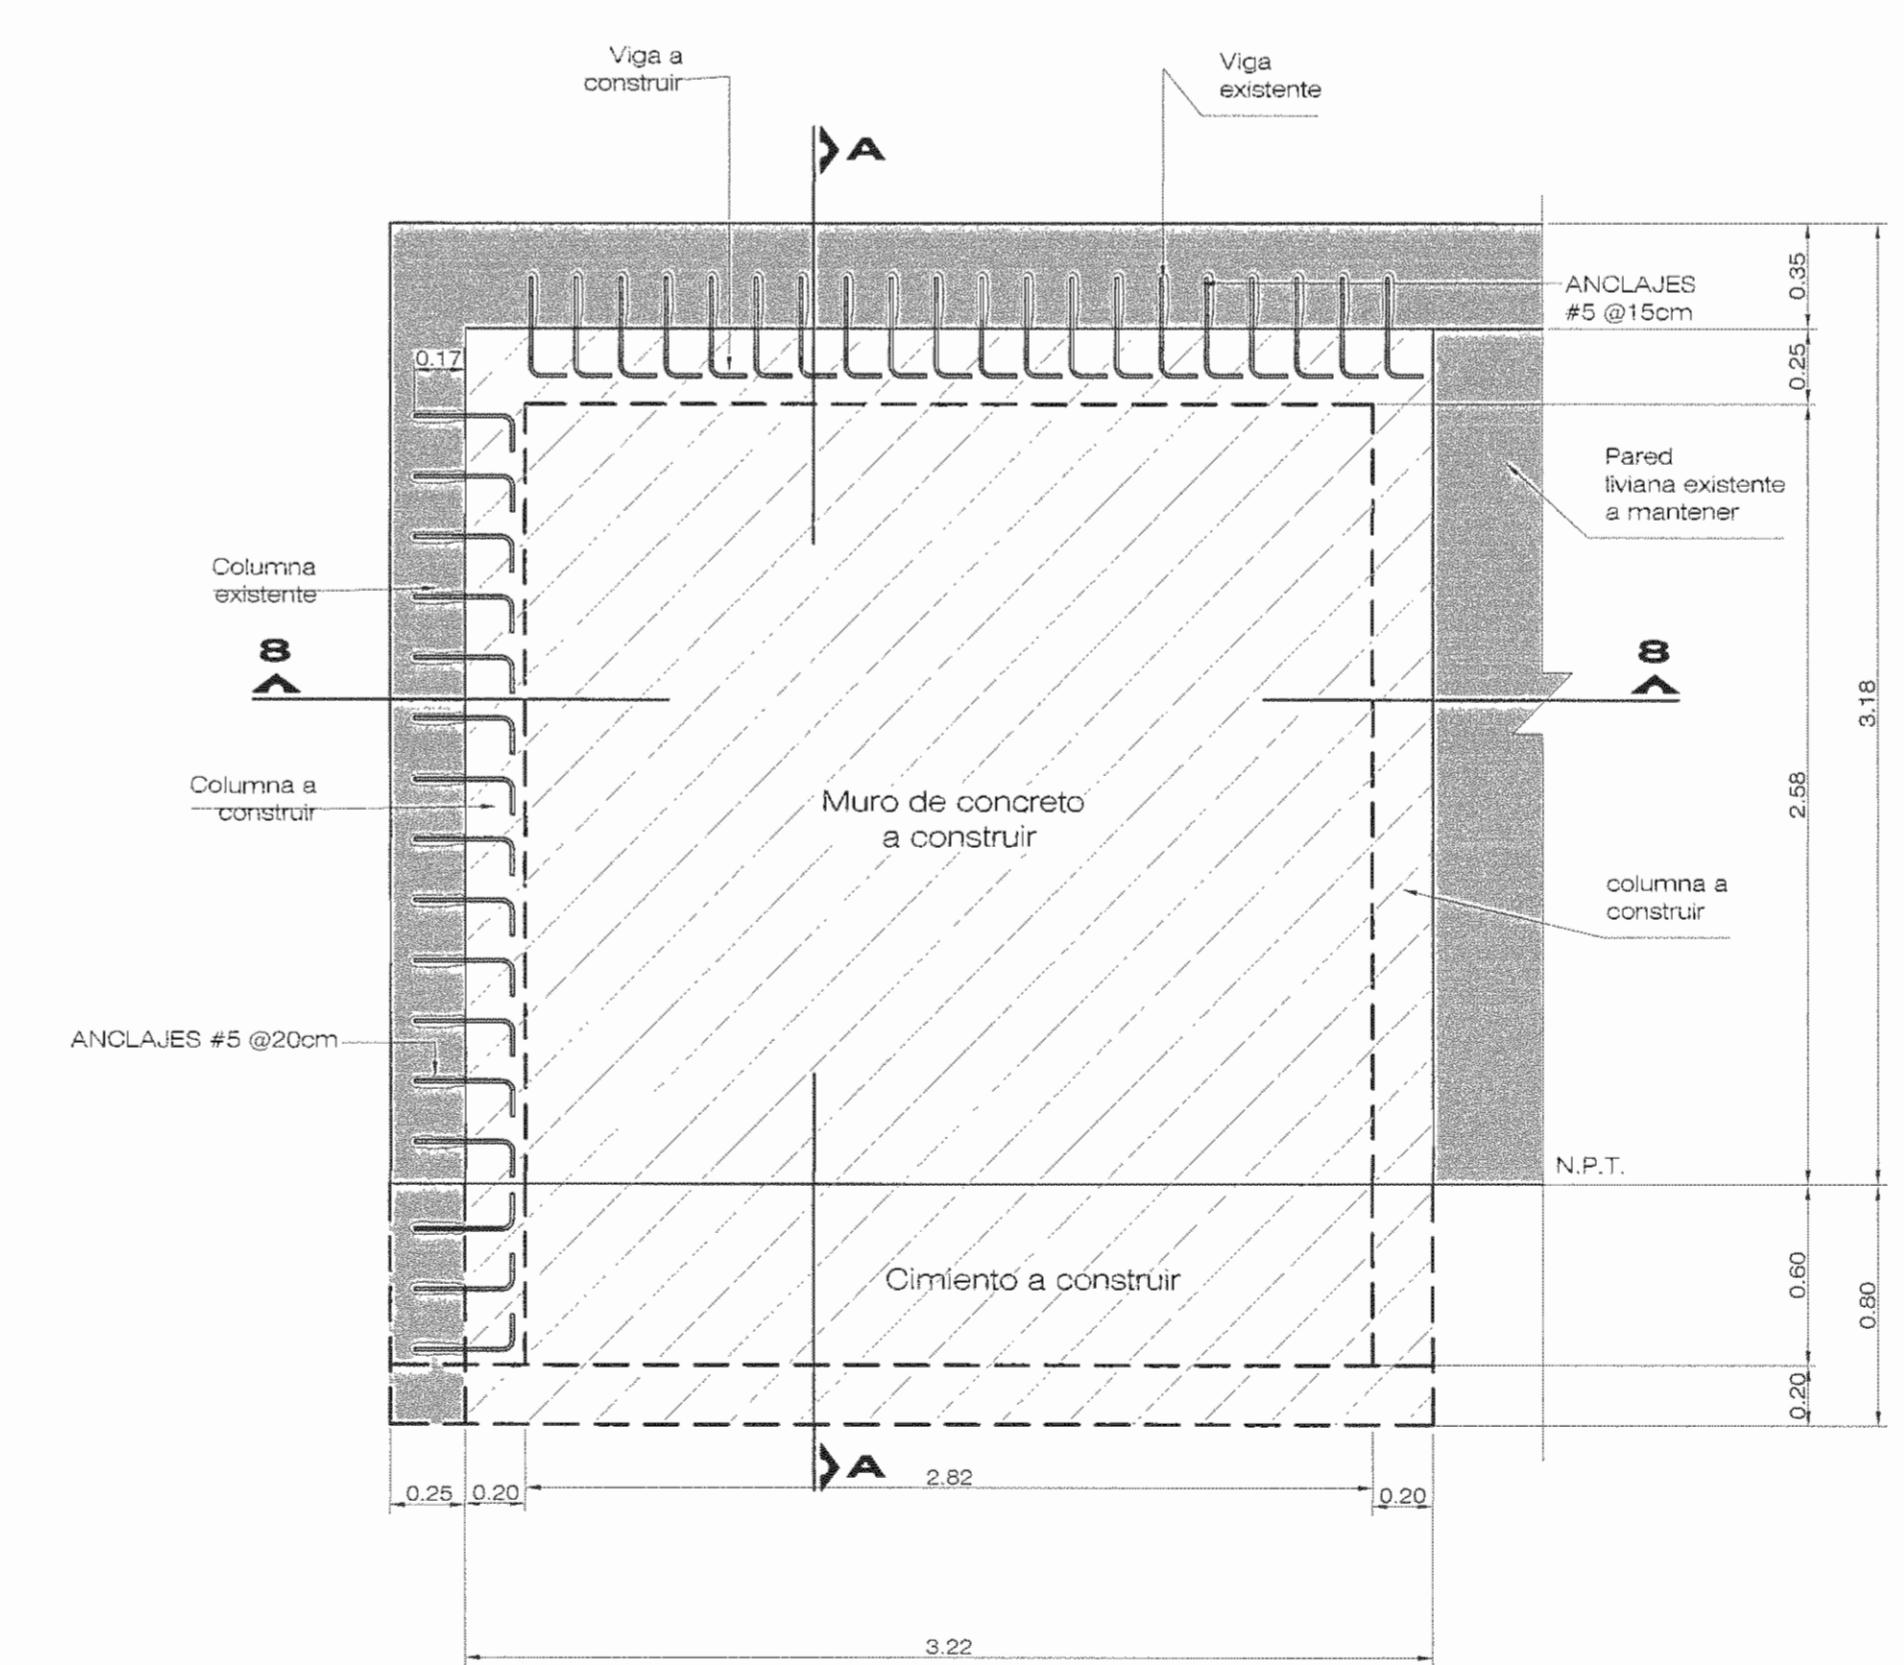 Viga a
construir
Viga
existente
A
ANCLAJES
#5 @15cm
0.35
0.17
0.25
Pared
liviana existente
a mantener
Columna
existente
8
8
3.18
Columna a
construir
Muro de concreto
a construir
2.58
columna a
construir
ANCLAJES #5 @20cm
N.P.T.
Cimiento a construir
0.60
0.80
0.20
A
0.25
0.20
2.82
0.20
3.22